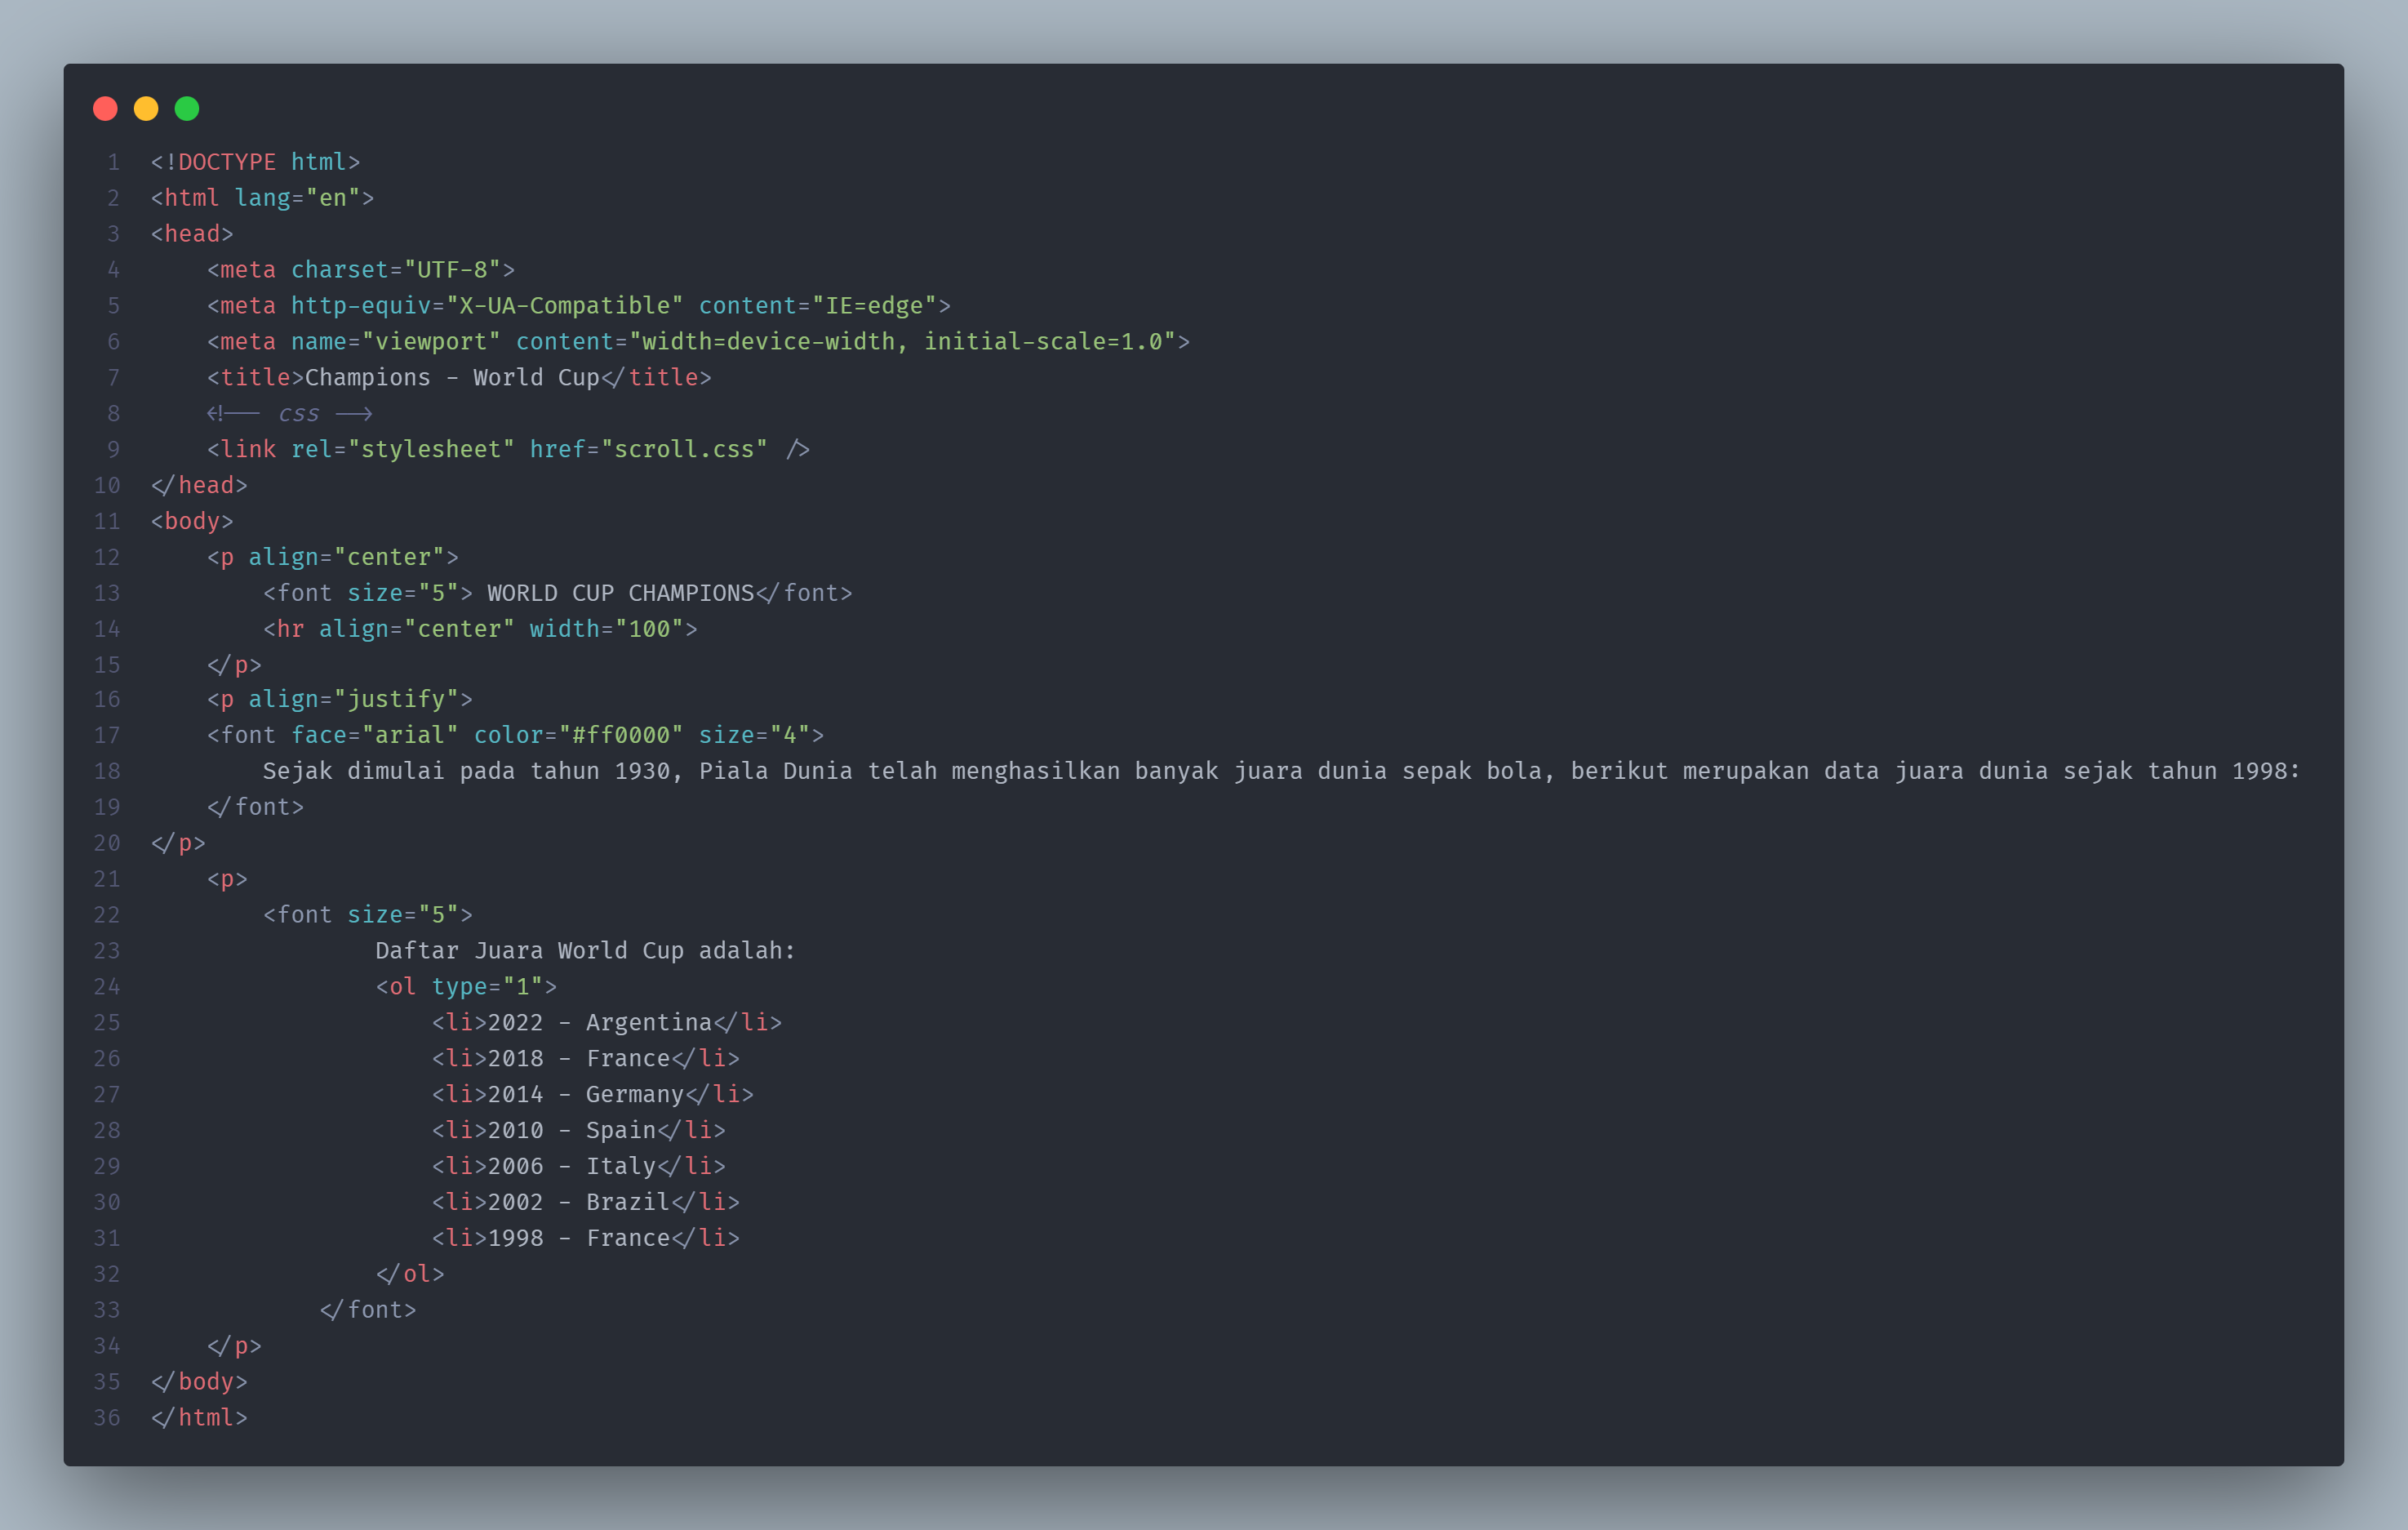 1 <!DOCTYPE html>
2 <html lang="en">
3 <head>
4     <meta charset="UTF-8">
5     <meta http-equiv="X-UA-Compatible" content="IE=edge">
6     <meta name="viewport" content="width=device-width, initial-scale=1.0">
7     <title>Champions - World Cup</title>
8     <!-- css -->
9     <link rel="stylesheet" href="scroll.css" />
10 </head>
11 <body>
12     <p align="center">
13         <font size="5"> WORLD CUP CHAMPIONS</font>
14         <hr align="center" width="100">
15     </p>
16     <p align="justify">
17     <font face="arial" color="#ff0000" size="4">
18         Sejak dimulai pada tahun 1930, Piala Dunia telah menghasilkan banyak juara dunia sepak bola, berikut merupakan data juara dunia sejak tahun 1998:
19     </font>
20 </p>
21     <p>
22         <font size="5">
23                 Daftar Juara World Cup adalah:
24                 <ol type="1">
25                     <li>2022 - Argentina</li>
26                     <li>2018 - France</li>
27                     <li>2014 - Germany</li>
28                     <li>2010 - Spain</li>
29                     <li>2006 - Italy</li>
30                     <li>2002 - Brazil</li>
31                     <li>1998 - France</li>
32                 </ol>
33             </font>
34     </p>
35 </body>
36 </html>